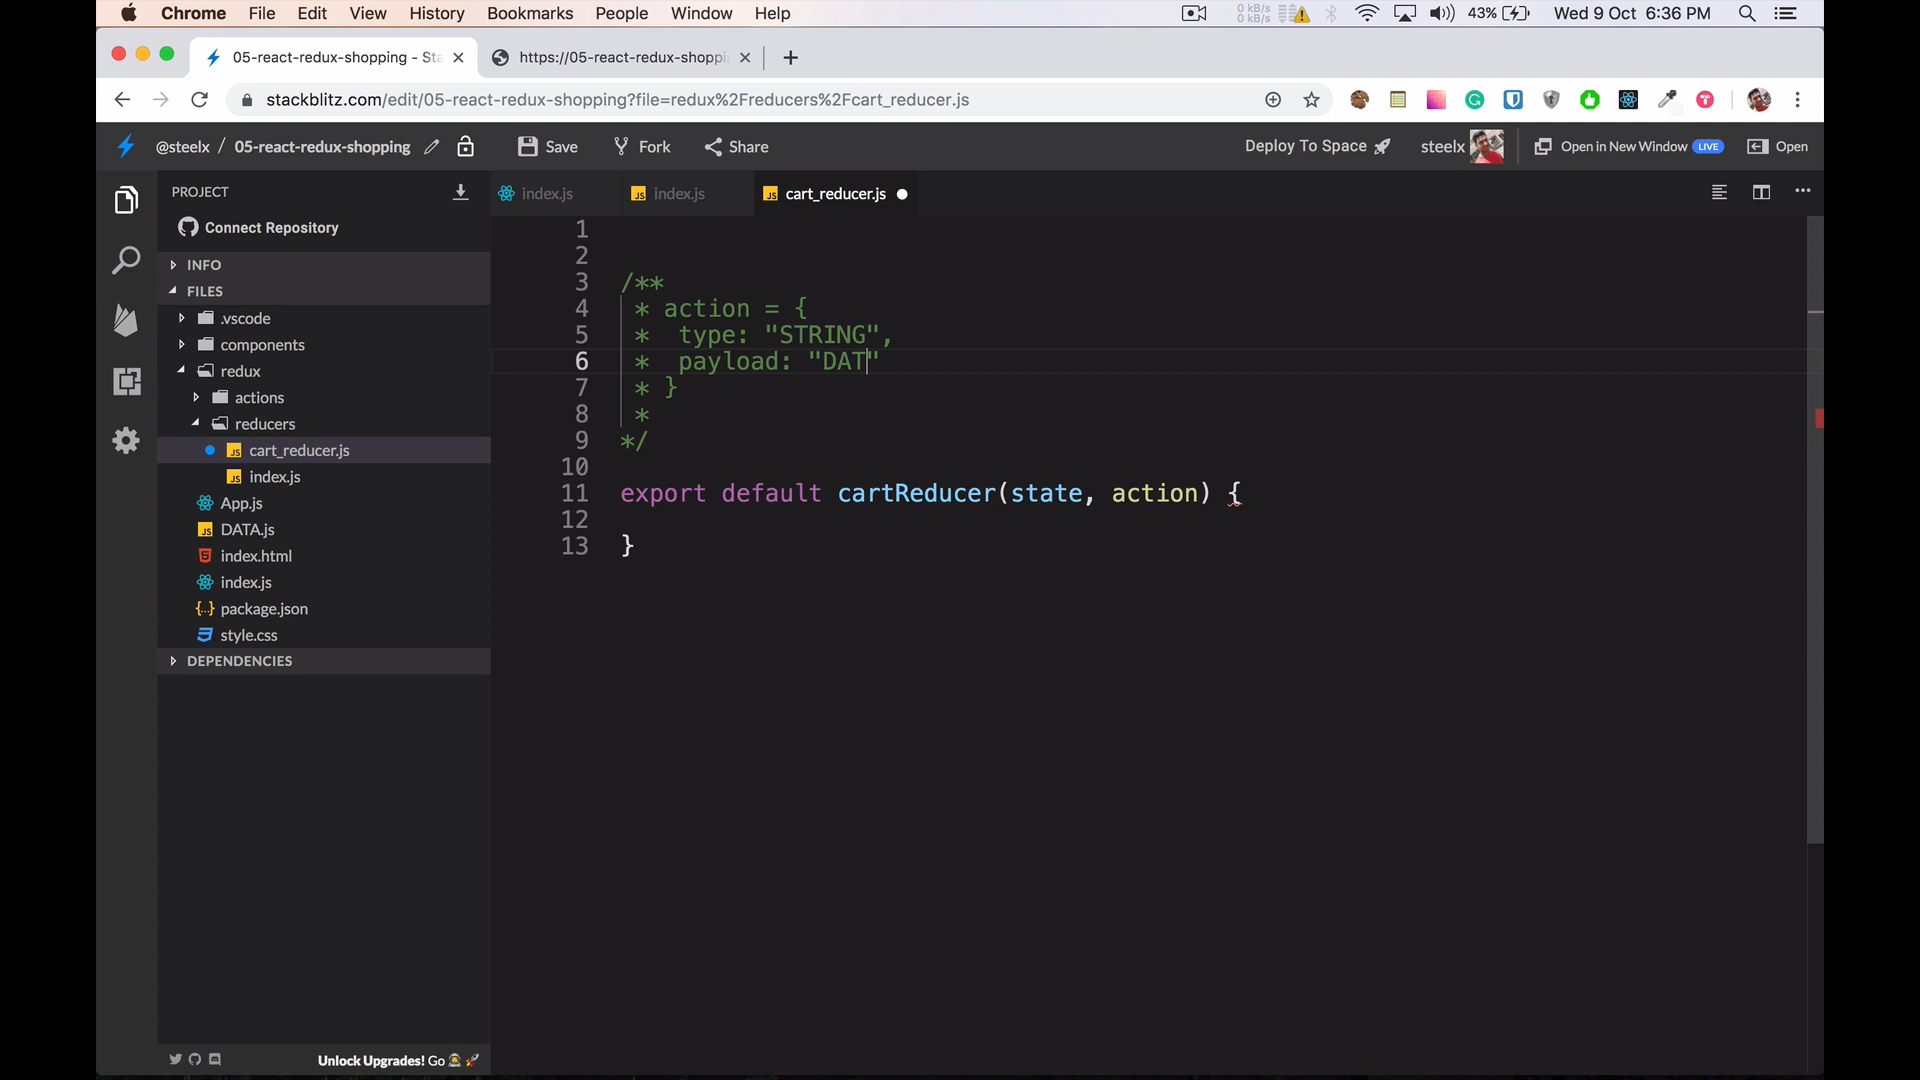 Chrome File Edit View History Bookmarks People Window Help 0 kB/s 0 kB/s 43% Wed 9 Oct 6:36 PM
05-react-redux-shopping - Sta https://05-react-redux-shoppi
stackblitz.com/edit/05-react-redux-shopping?file=redux%2Freducers%2Fcart_reducer.js
@steelx / 05-react-redux-shopping Save Fork Share Deploy To Space steelx Open in New Window LIVE Open
PROJECT
index.js index.js cart_reducer.js
Connect Repository
INFO
FILES
.vscode
components
redux
actions
reducers
cart_reducer.js
index.js
App.js
DATA.js
index.html
index.js
package.json
style.css
DEPENDENCIES
Unlock Upgrades! Go
1
2
3 /**
4 * action = {
5 * type: "STRING",
6 * payload: "DAT"
7 * }
8 *
9 */
10
11 export default cartReducer(state, action) {
12
13 }